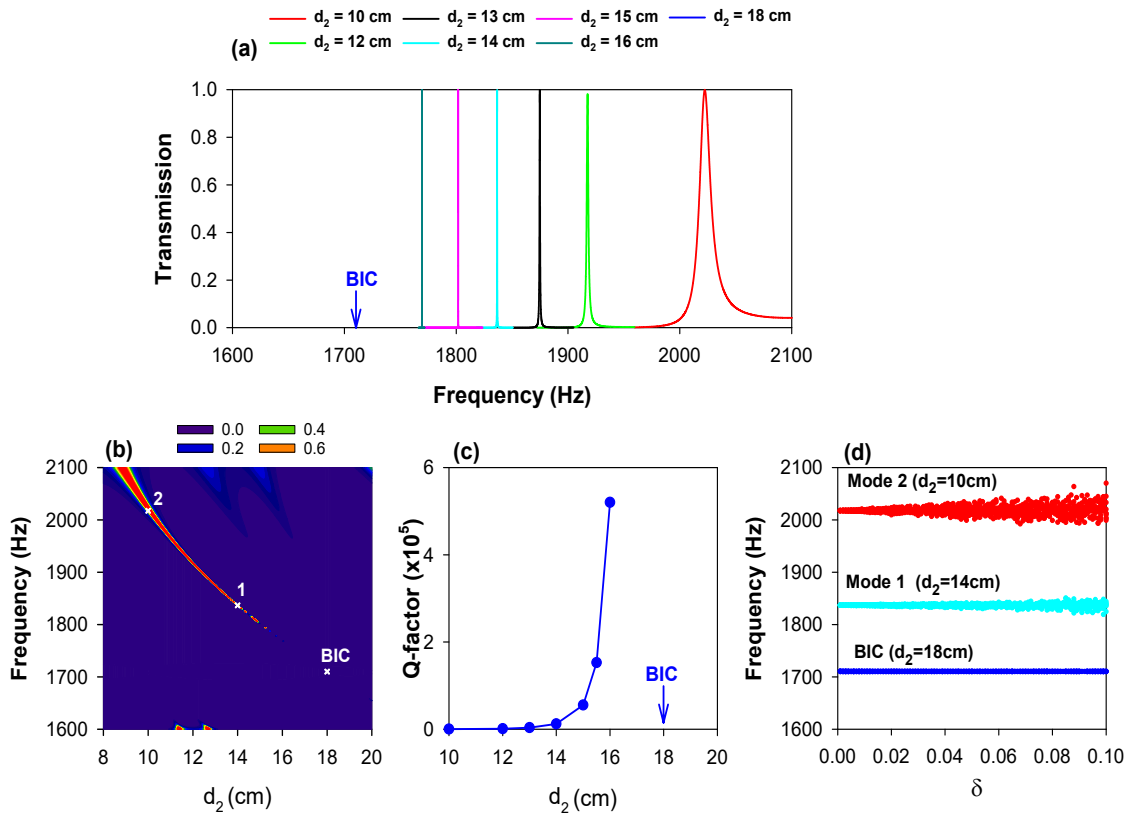 d2 = 10 cm d2 = 13 cm d2 = 15 cm d2 = 18 cm
d2 = 12 cm d2 = 14 cm d2 = 16 cm
(a)
Transmission
1.0
0.8
0.6
0.4
0.2
0.0
BIC
1600 1700 1800 1900 2000 2100
Frequency (Hz)
(b)
0.0 0.4
0.2 0.6
Frequency (Hz)
2100
2000
1900
1800
1700
1600
2
1
BIC
8 10 12 14 16 18 20
d2 (cm)
(c)
Q-factor (x10^5)
6
4
2
0
BIC
10 12 14 16 18 20
d2 (cm)
(d)
Frequency (Hz)
2100
2000
1900
1800
1700
1600
Mode 2 (d2=10cm)
Mode 1 (d2=14cm)
BIC (d2=18cm)
0.00 0.02 0.04 0.06 0.08 0.10
δ